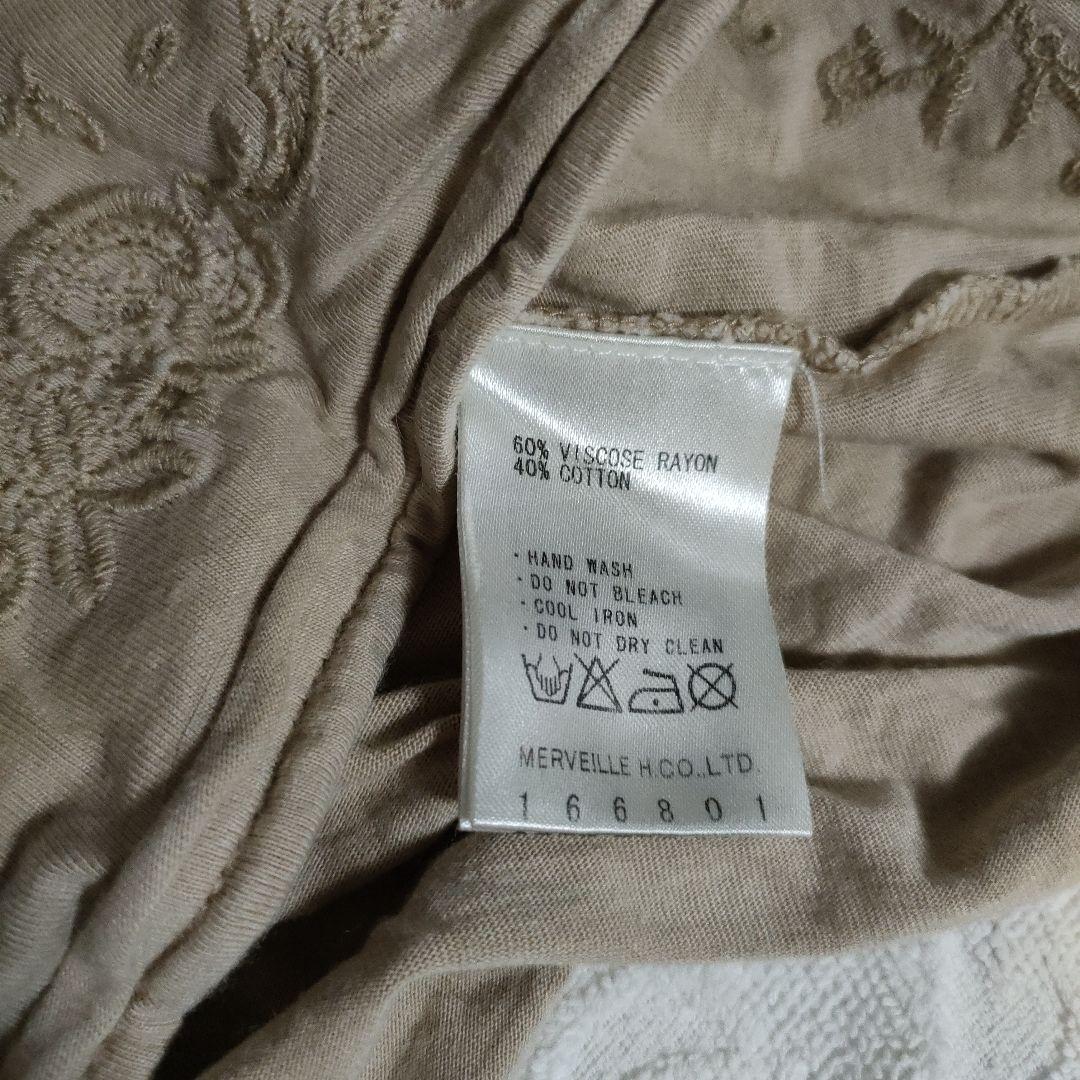 60% VISCOSE RAYON
40% COTTON
· HAND WASH
· DO NOT BLEACH
· COOL IRON
· DO NOT DRY CLEAN
MERVEILLE H.CO.,LTD.
166801